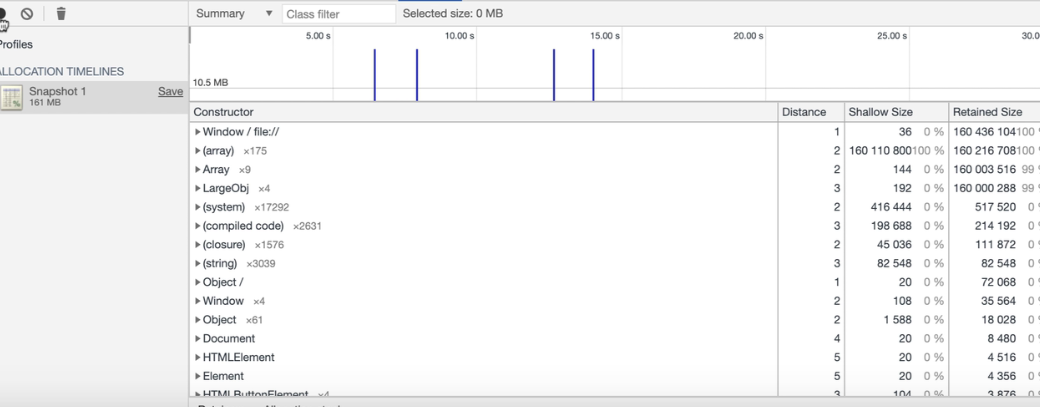 Summary ▼ Class filter Selected size: 0 MB
Profiles
ALLOCATION TIMELINES
Snapshot 1 Save
161 MB
5.00 s 10.00 s 15.00 s 20.00 s 25.00 s 30.0
10.5 MB
Constructor Distance Shallow Size Retained Size
Window / file:// 1 36 0 % 160 436 104 100 %
(array) ×175 2 160 110 800 100 % 160 216 708 100 %
Array ×9 2 144 0 % 160 003 516 99 %
LargeObj ×4 3 192 0 % 160 000 288 99 %
(system) ×17292 2 416 444 0 % 517 520 0 %
(compiled code) ×2631 3 198 688 0 % 214 192 0 %
(closure) ×1576 2 45 036 0 % 111 872 0 %
(string) ×3039 3 82 548 0 % 82 548 0 %
Object / 1 20 0 % 72 068 0 %
Window ×4 2 108 0 % 35 564 0 %
Object ×61 2 1 588 0 % 18 028 0 %
Document 4 20 0 % 8 480 0 %
HTMLElement 5 20 0 % 4 516 0 %
Element 5 20 0 % 4 356 0 %
HTMLButtonElement ×4 3 104 0 % 3 876 0 %